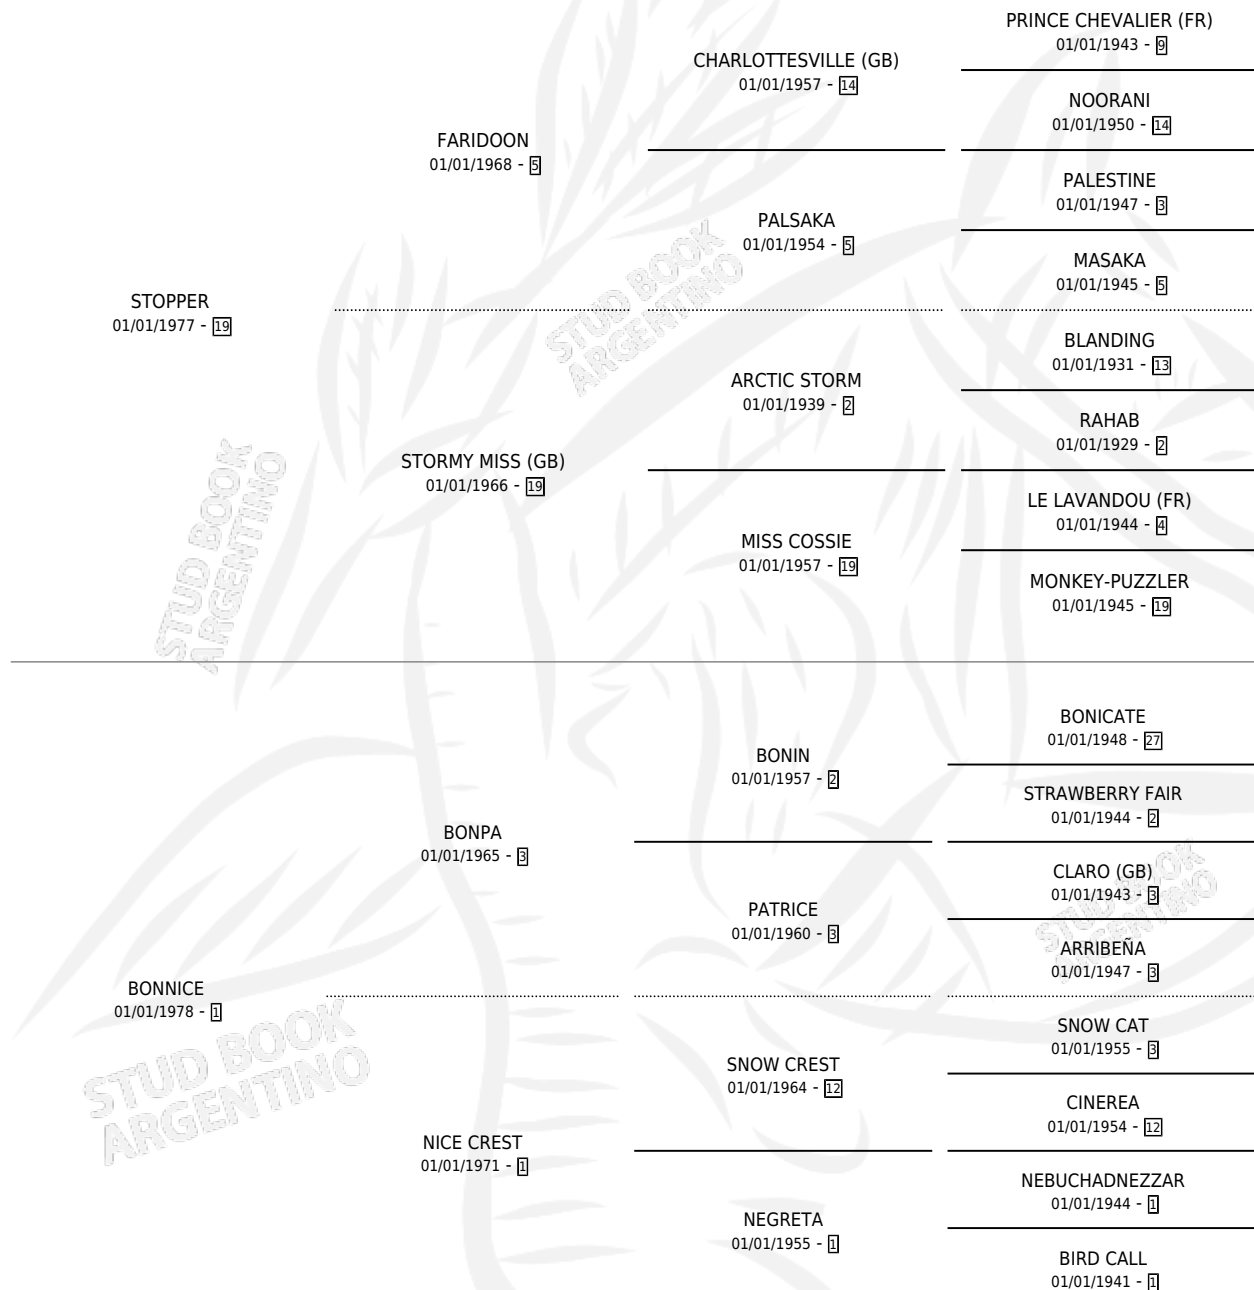 PRINCE CHEVALIER (FR)
01/01/1943 - 9
CHARLOTTESVILLE (GB)
01/01/1957 - 14
NOORANI
01/01/1950 - 14
FARIDOON
01/01/1968 - 5
PALESTINE
01/01/1947 - 3
PALSAKA
01/01/1954 - 5
MASAKA
01/01/1945 - 5
STOPPER
01/01/1977 - 19
STUD BOOK
ARGENTINO
BLANDING
01/01/1931 - 13
ARCTIC STORM
01/01/1939 - 2
RAHAB
01/01/1929 - 2
STORMY MISS (GB)
01/01/1966 - 19
LE LAVANDOU (FR)
01/01/1944 - 4
MISS COSSIE
01/01/1957 - 19
MONKEY-PUZZLER
01/01/1945 - 19
STUD BOOK
ARGENTINO
BONICATE
01/01/1948 - 27
BONIN
01/01/1957 - 2
STRAWBERRY FAIR
01/01/1944 - 2
BONPA
01/01/1965 - 3
CLARO (GB)
01/01/1943 - 3
PATRICE
01/01/1960 - 3
ARRIBEÑA
01/01/1947 - 3
STUD BOOK
ARGENTINO
BONNICE
01/01/1978 - 1
SNOW CAT
01/01/1955 - 3
SNOW CREST
01/01/1964 - 12
CINEREA
01/01/1954 - 12
STUD BOOK
ARGENTINO
NICE CREST
01/01/1971 - 1
NEBUCHADNEZZAR
01/01/1944 - 1
NEGRETA
01/01/1955 - 1
BIRD CALL
01/01/1941 - 1